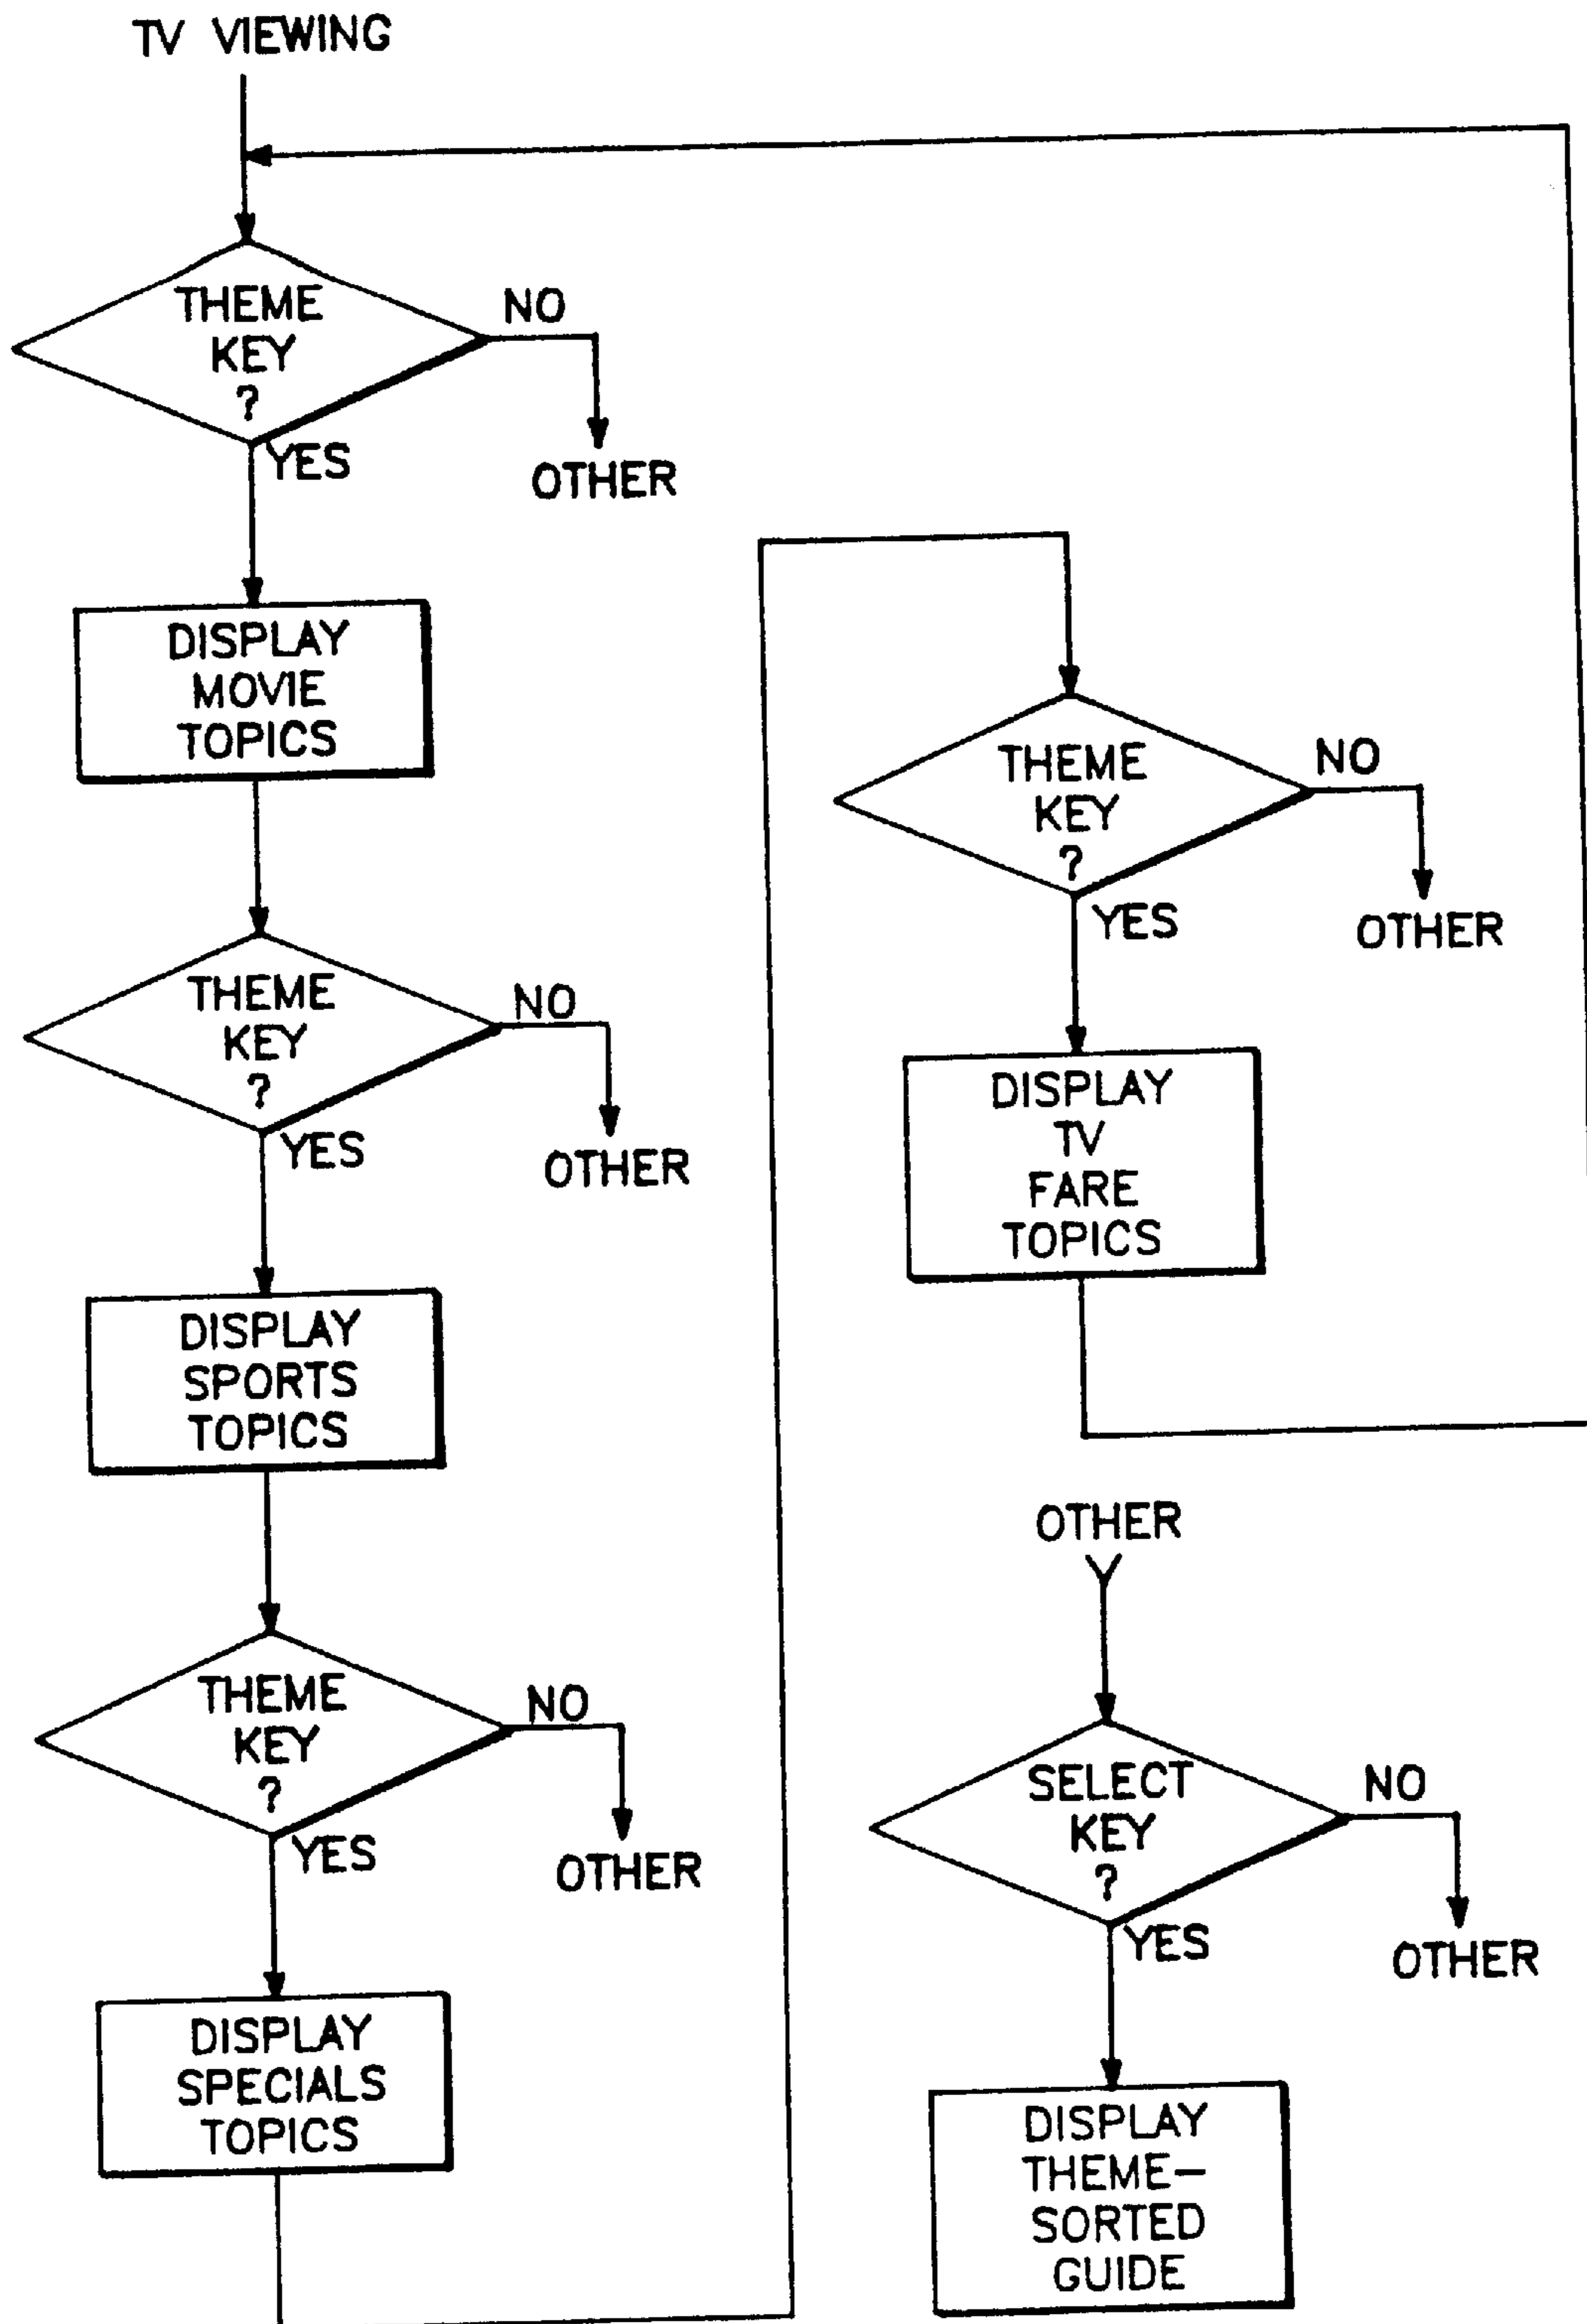 TV VIEWING
THEME
KEY
?
NO
YES
OTHER
DISPLAY
MOVIE
TOPICS
THEME
KEY
?
NO
YES
OTHER
DISPLAY
SPORTS
TOPICS
THEME
KEY
?
NO
YES
OTHER
DISPLAY
SPECIALS
TOPICS
THEME
KEY
?
NO
YES
OTHER
DISPLAY
TV
FARE
TOPICS
OTHER
SELECT
KEY
?
NO
YES
OTHER
DISPLAY
THEME-
SORTED
GUIDE